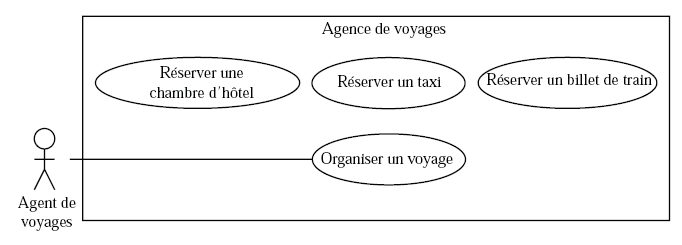 Agence de voyages
Réserver une
chambre d'hôtel
Réserver un taxi
Réserver un billet de train
Organiser un voyage
Agent de
voyages